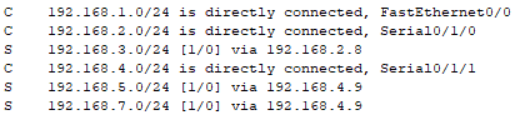 C    192.168.1.0/24 is directly connected, FastEthernet0/0
C    192.168.2.0/24 is directly connected, Serial0/1/0
S    192.168.3.0/24 [1/0] via 192.168.2.8
C    192.168.4.0/24 is directly connected, Serial0/1/1
S    192.168.5.0/24 [1/0] via 192.168.4.9
S    192.168.7.0/24 [1/0] via 192.168.4.9